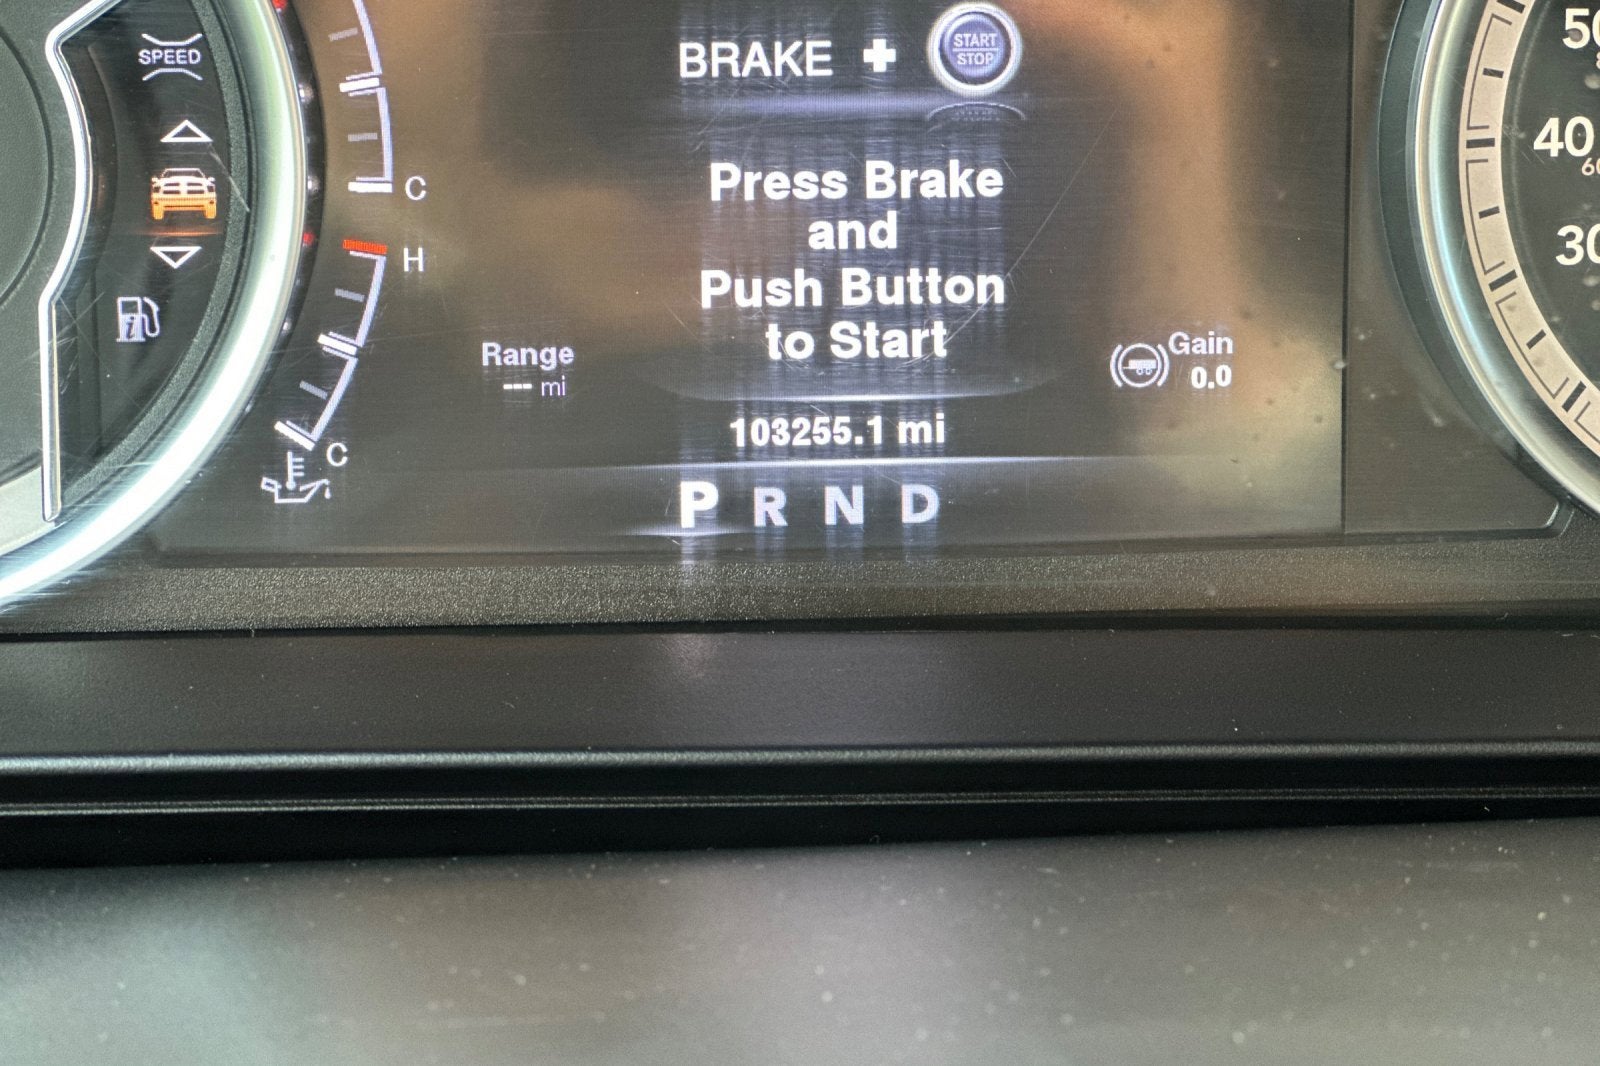 SPEED
BRAKE + START STOP
C
H
C
Press Brake
and
Push Button
to Start
Range
--- mi
Gain
0.0
103255.1 mi
P R N D
40
30